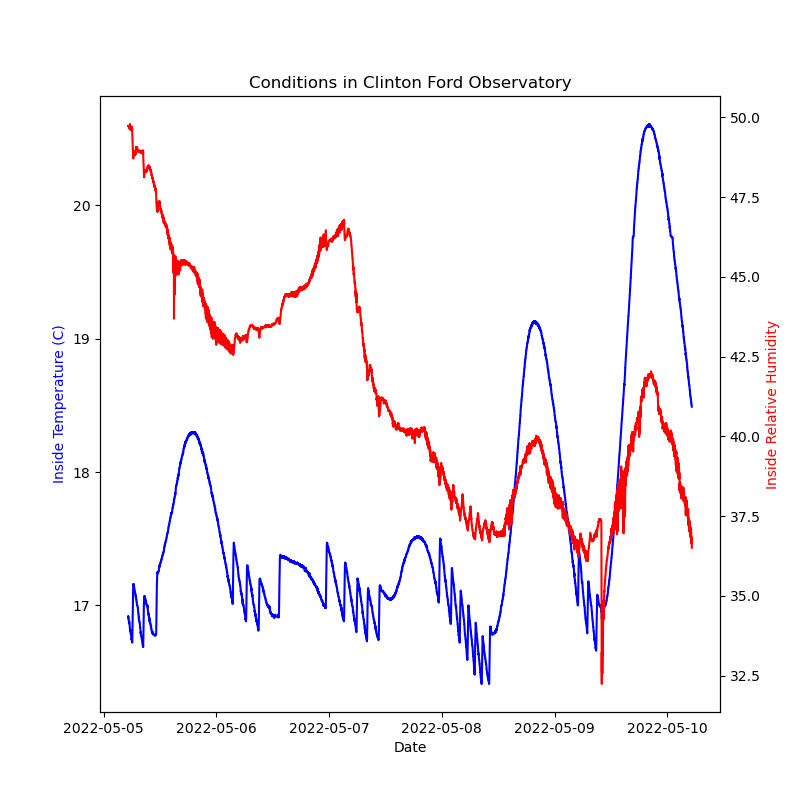 Conditions in Clinton Ford Observatory
Inside Temperature (C)
20
19
18
17
50.0
47.5
45.0
42.5
40.0
37.5
35.0
32.5
Inside Relative Humidity
2022-05-05 2022-05-06 2022-05-07 2022-05-08 2022-05-09 2022-05-10
Date